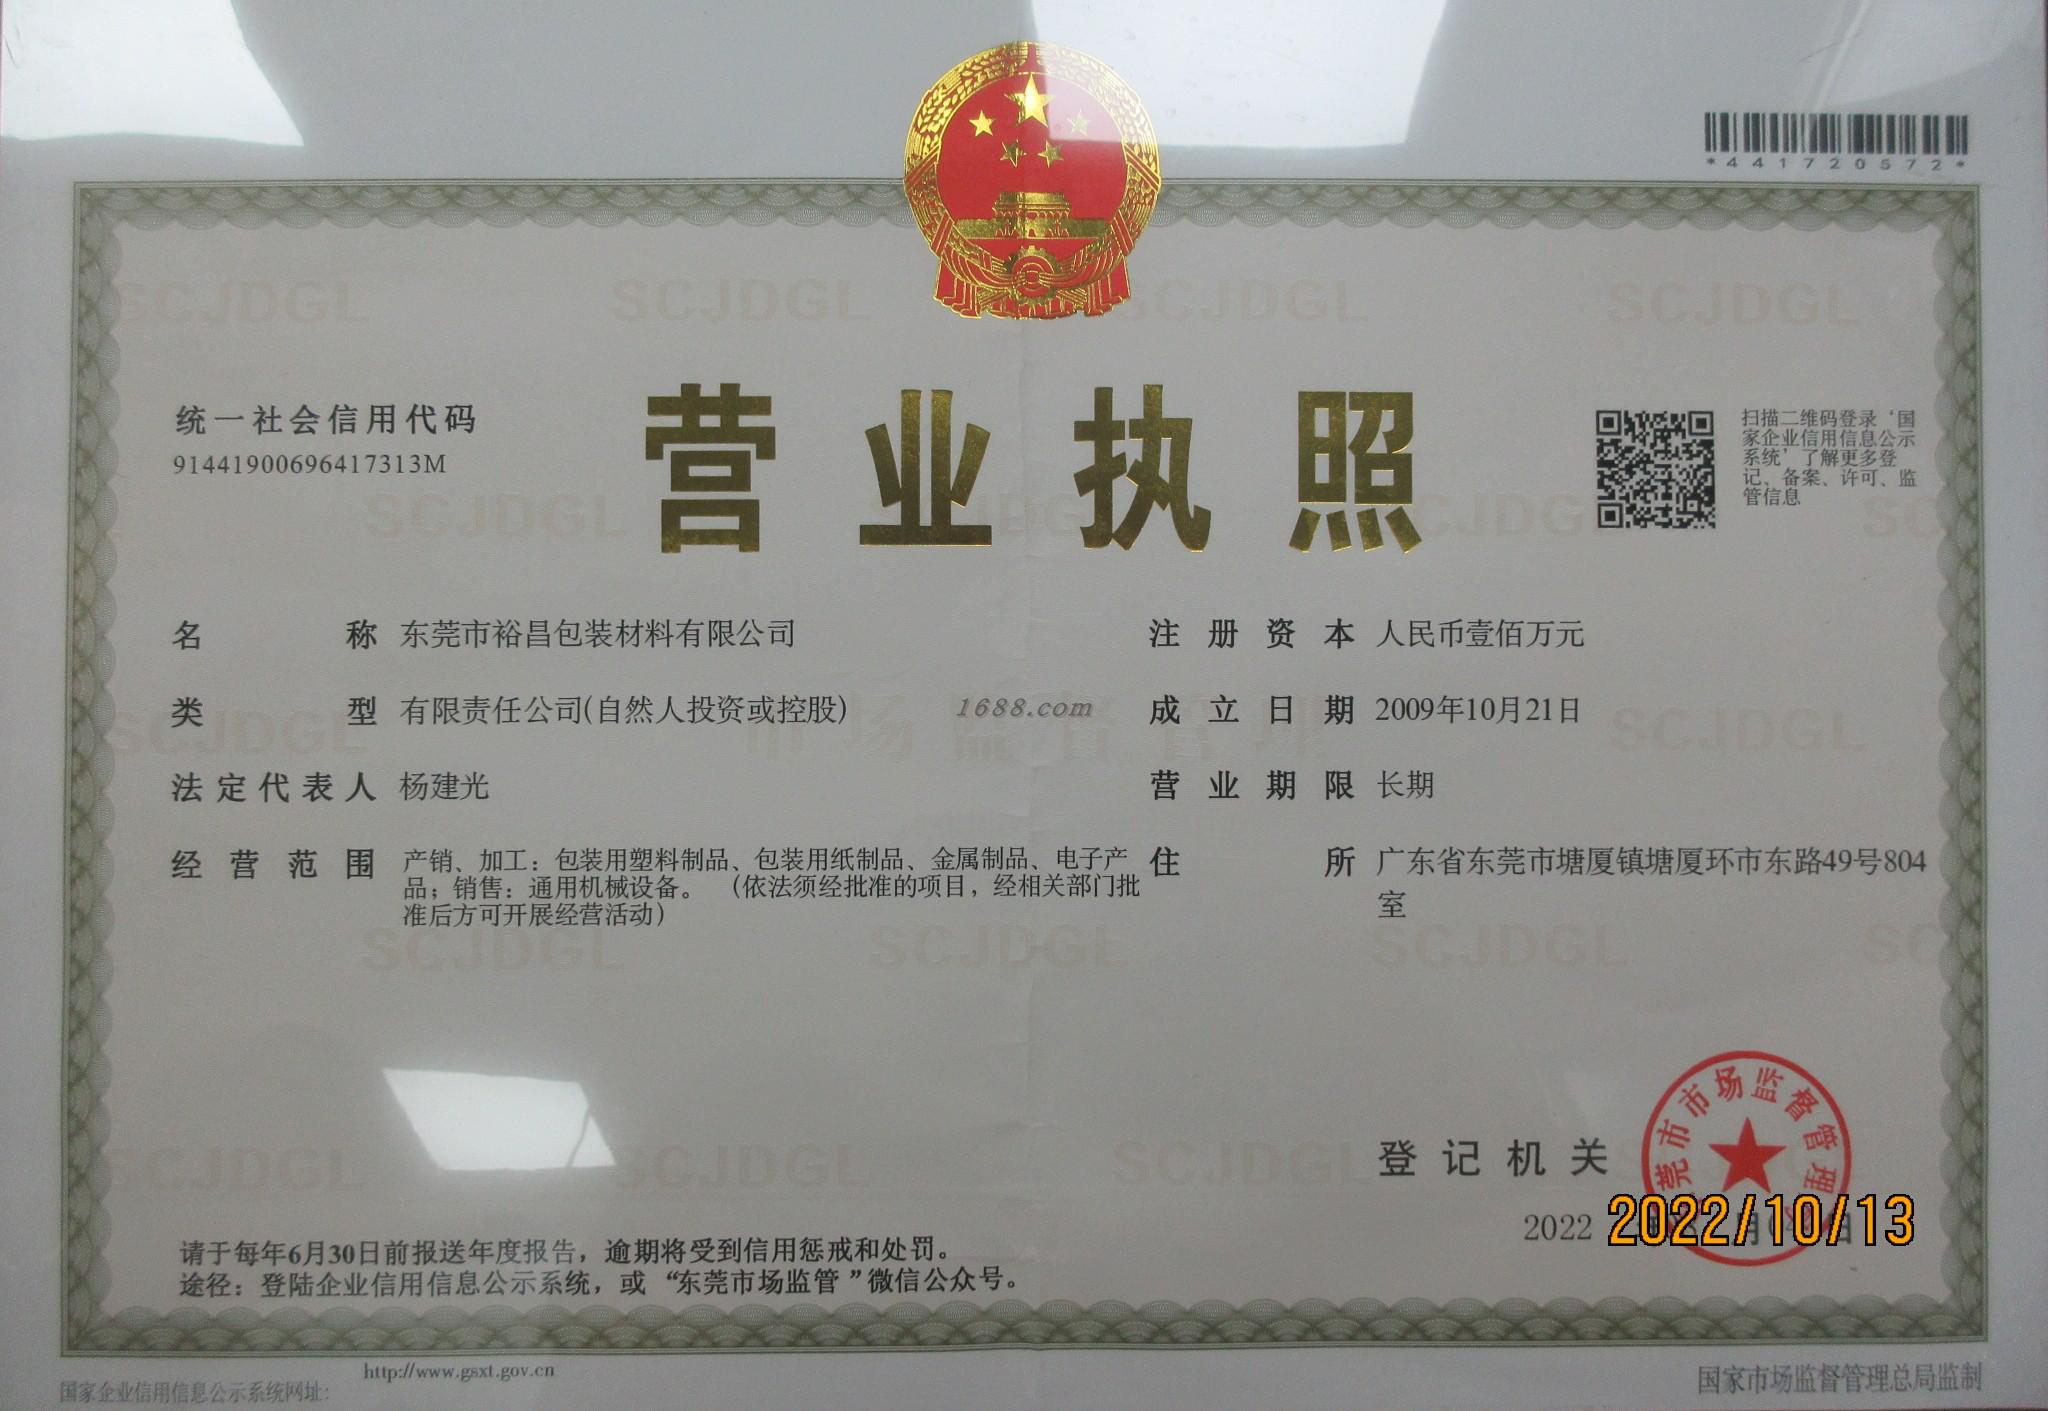 *441720572*
营业执照
统一社会信用代码
91441900696417313M
扫描二维码登录‘国
家企业信用信息公示
系统’了解更多登
记、备案、许可、监
管信息
名称 东莞市裕昌包装材料有限公司
注册资本 人民币壹佰万元
类型 有限责任公司(自然人投资或控股)
1688.com
成立日期 2009年10月21日
法定代表人 杨建光
营业期限 长期
经营范围 产销、加工：包装用塑料制品、包装用纸制品、金属制品、电子产
品；销售：通用机械设备。（依法须经批准的项目，经相关部门批
准后方可开展经营活动）
住所 广东省东莞市塘厦镇塘厦环市东路49号804
室
SCJDGL
市场监督管理
莞市市场监督管理
登记机关
2022 月 日
2022/10/13
请于每年6月30日前报送年度报告，逾期将受到信用惩戒和处罚。
途径：登陆企业信用信息公示系统，或“东莞市场监管”微信公众号。
http://www.gsxt.gov.cn
国家企业信用信息公示系统网址:
国家市场监督管理总局监制